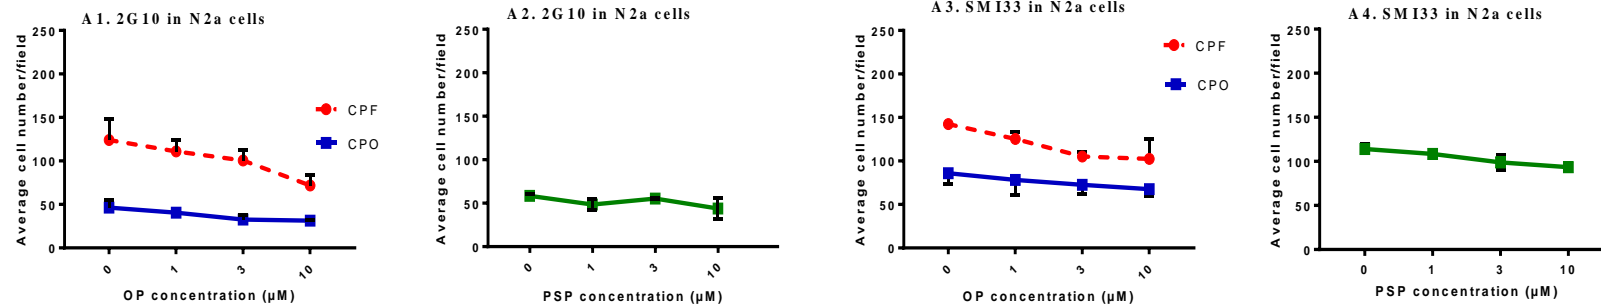 A1. 2G10 in N2a cells
Average cell number/field
250
200
150
100
50
0
0
1
3
10
OP concentration (µM)
CPF
CPO
A2. 2G10 in N2a cells
Average cell number/field
250
200
150
100
50
0
0
1
3
10
PSP concentration (µM)
A3. SMI33 in N2a cells
Average cell number/field
250
200
150
100
50
0
0
1
3
10
OP concentration (µM)
CPF
CPO
A4. SMI33 in N2a cells
Average cell number/field
250
200
150
100
50
0
0
1
3
10
PSP concentration (µM)